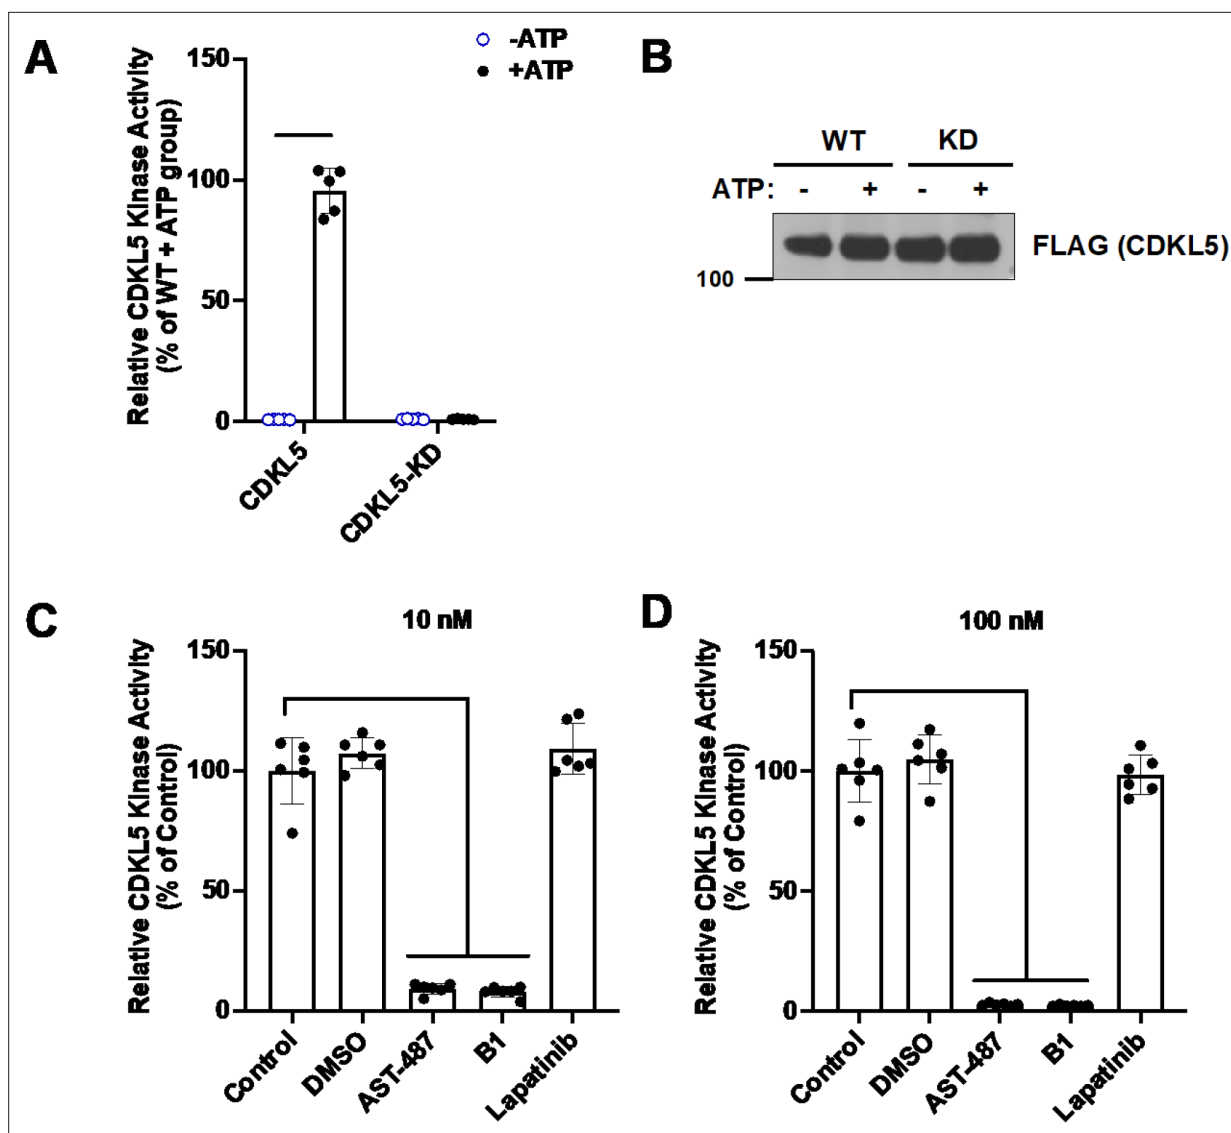 A
Relative CDKL5 Kinase Activity
(% of WT + ATP group)
150
100
50
0
-ATP
+ATP
CDKL5
CDKL5-KD
B
WT KD
ATP: - + - +
FLAG (CDKL5)
100
C
10 nM
Relative CDKL5 Kinase Activity
(% of Control)
150
100
50
0
Control
DMSO
AST-487
B1
Lapatinib
D
100 nM
Relative CDKL5 Kinase Activity
(% of Control)
150
100
50
0
Control
DMSO
AST-487
B1
Lapatinib